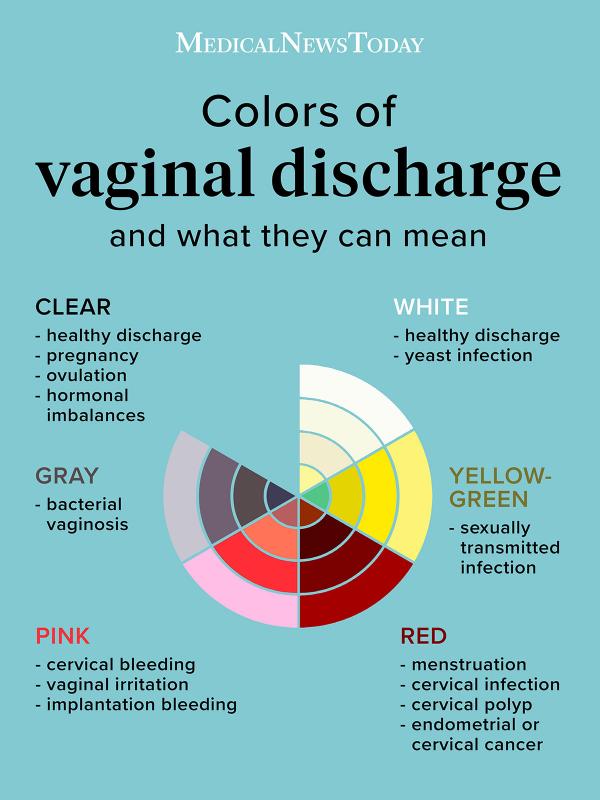 MEDICALNEWSTODAY
Colors of
vaginal discharge
and what they can mean
CLEAR
- healthy discharge
- pregnancy
- ovulation
- hormonal
imbalances
WHITE
- healthy discharge
- yeast infection
GRAY
- bacterial
vaginosis
YELLOW-
GREEN
- sexually
transmitted
infection
PINK
- cervical bleeding
- vaginal irritation
- implantation bleeding
RED
- menstruation
- cervical infection
- cervical polyp
- endometrial or
cervical cancer